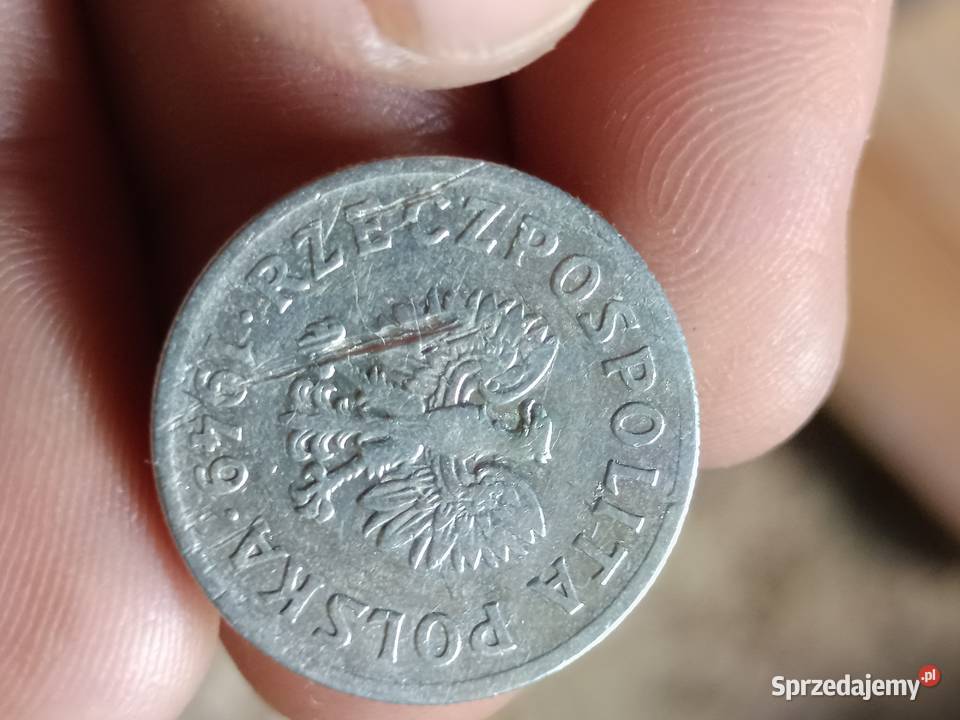 RZECZPOSPOLITA POLSKA
1949
Sprzedajemy.pl